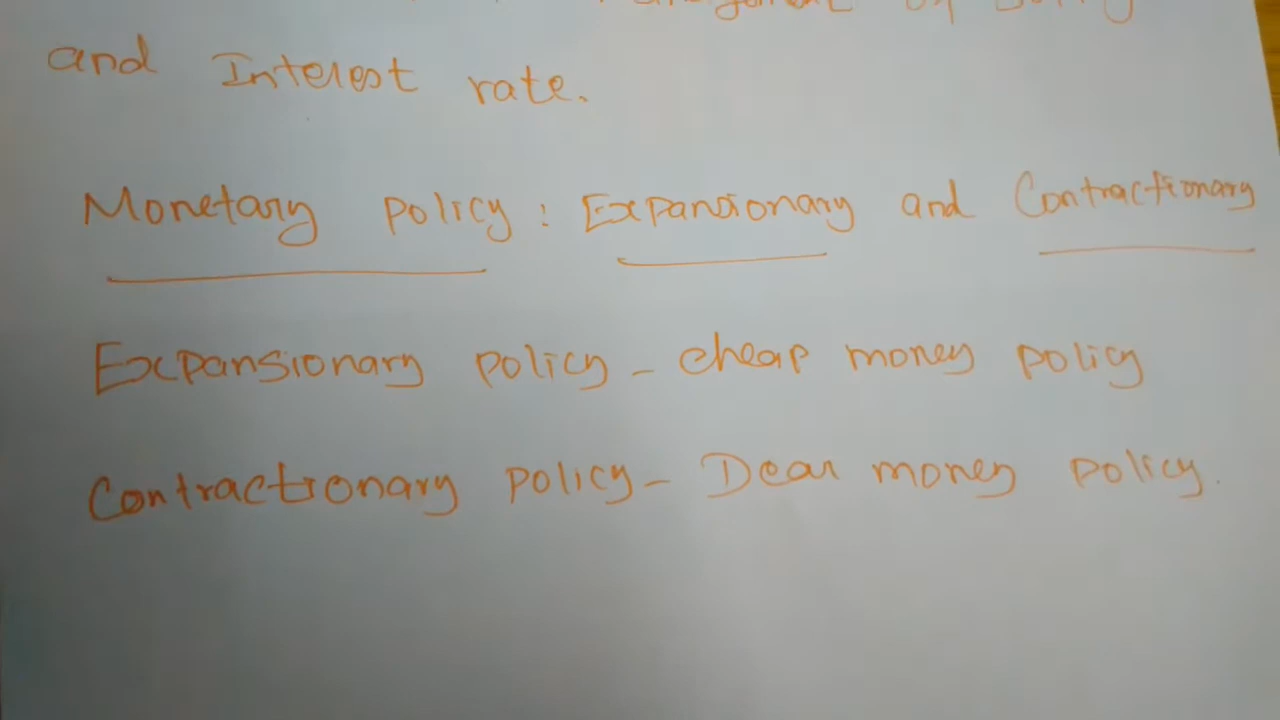 and Interest rate.
Monetary policy : Expansionary and Contractionary
Expansionary policy - cheap money policy
Contractionary policy - Dear money policy.